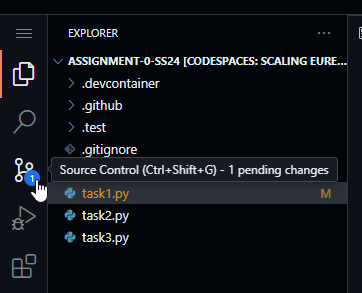 EXPLORER
ASSIGNMENT-0-SS24 [CODESPACES: SCALING EURE...
.devcontainer
.github
.test
.gitignore
Source Control (Ctrl+Shift+G) - 1 pending changes
1
task1.py M
task2.py
task3.py